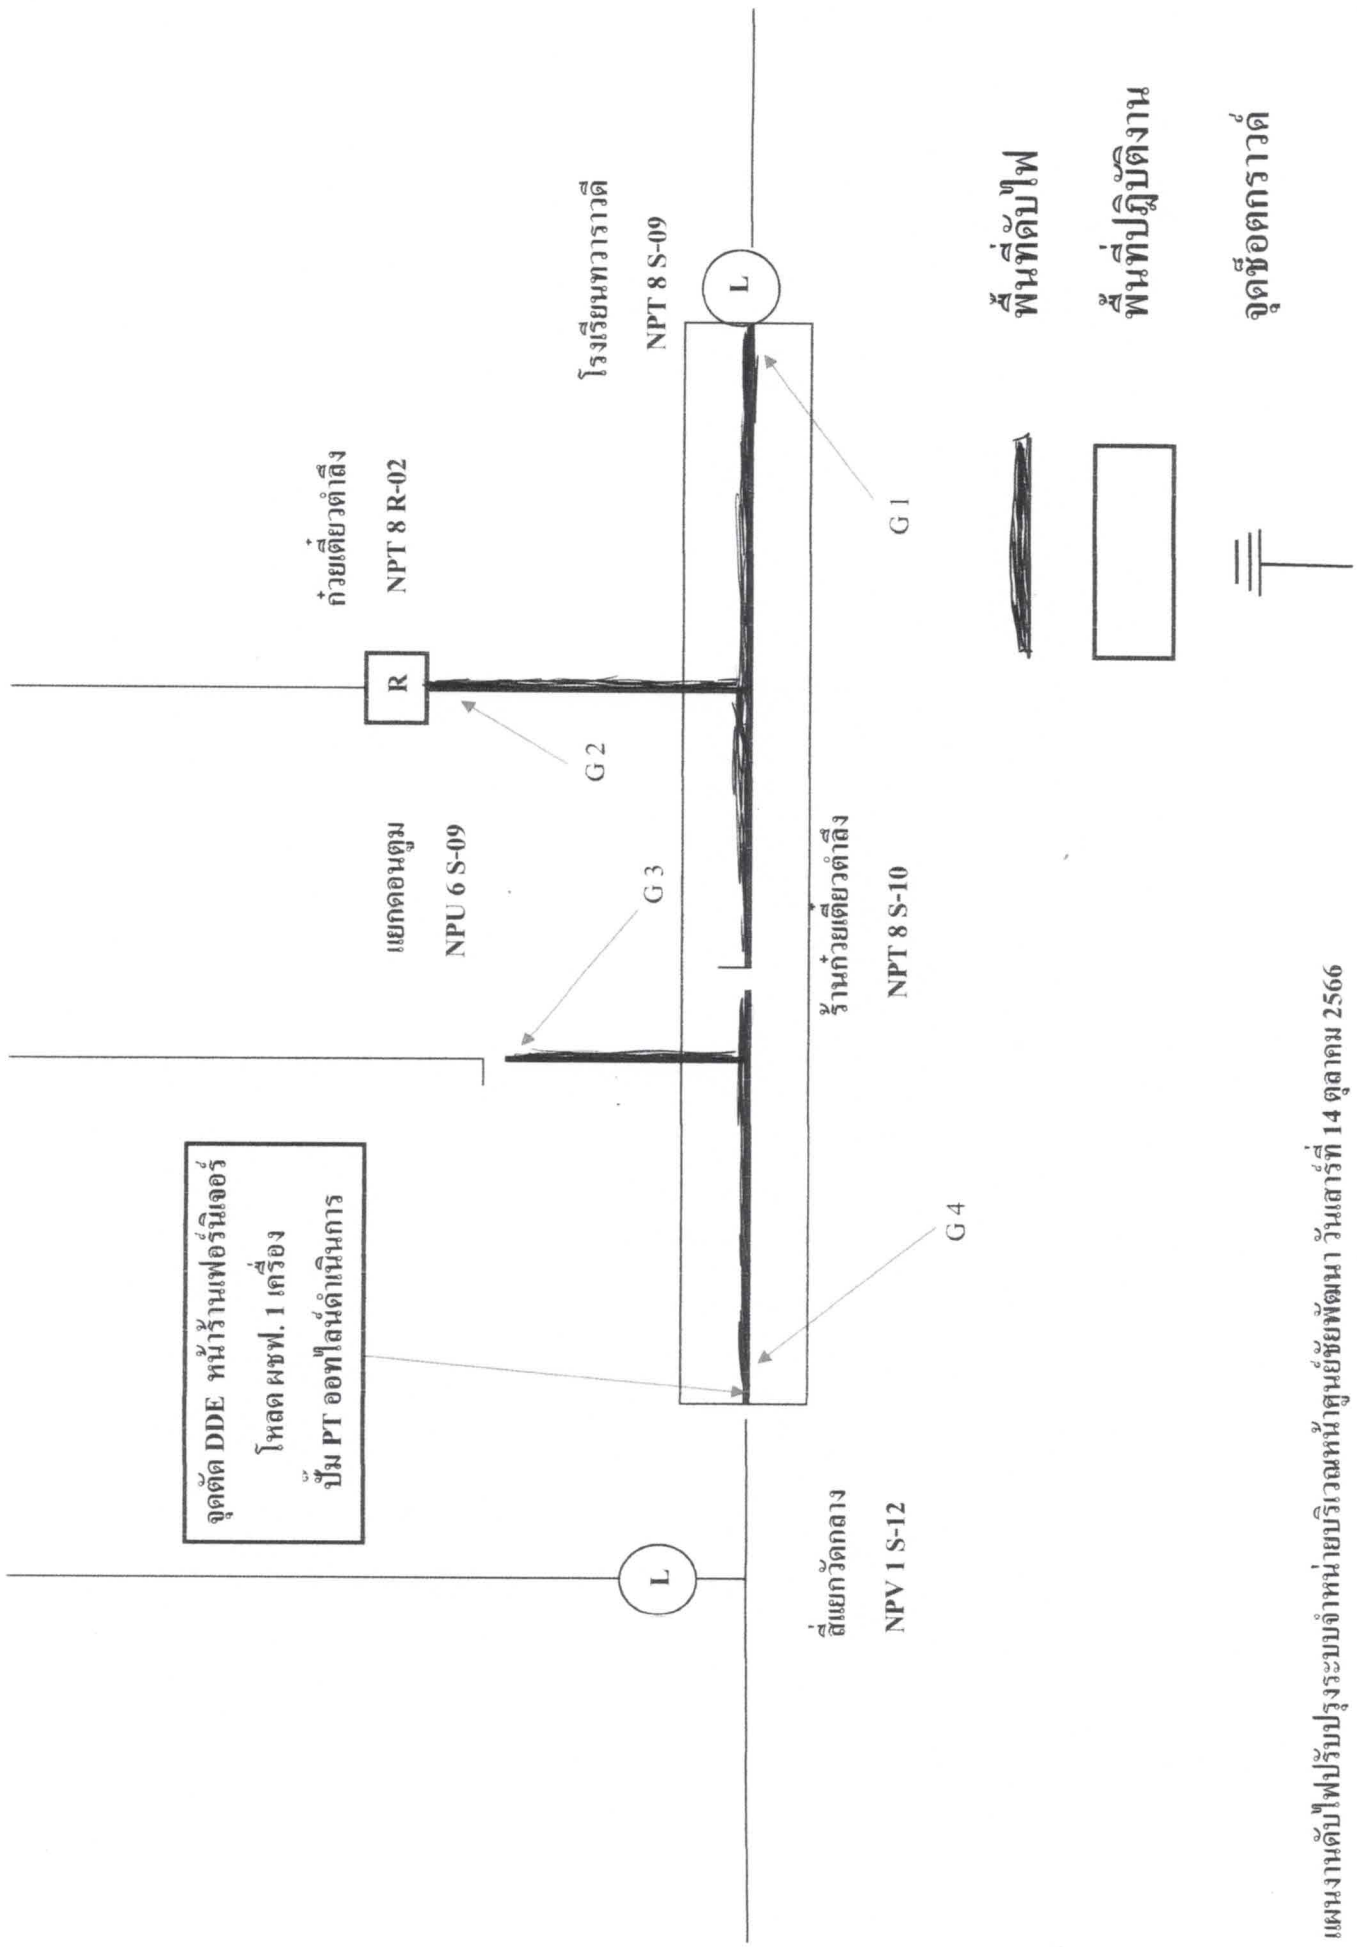 แผนงานดับไฟปรับปรุงระบบจำหน่ายบริเวณหน้าศูนย์ชัยพัฒนา วันเสาร์ที่ 14 ตุลาคม 2566
จุดตัด DDE หน้าร้านเฟอร์นิเจอร์
โหลด ผชฟ. 1 เครื่อง
ปั๊ม PT ออทไลน์ดำเนินการ
L
สี่แยกวัดกลาง
NPV 1 S-12
แยกดอนตูม
NPU 6 S-09
G 3
G 4
ร้านก๋วยเตี๋ยวตำลึง
NPT 8 S-10
ก๋วยเตี๋ยวตำลึง
NPT 8 R-02
R
G 2
โรงเรียนทวาราวดี
NPT 8 S-09
L
G 1
พื้นที่ดับไฟ
พื้นที่ปฏิบัติงาน
จุดช็อตกราวด์